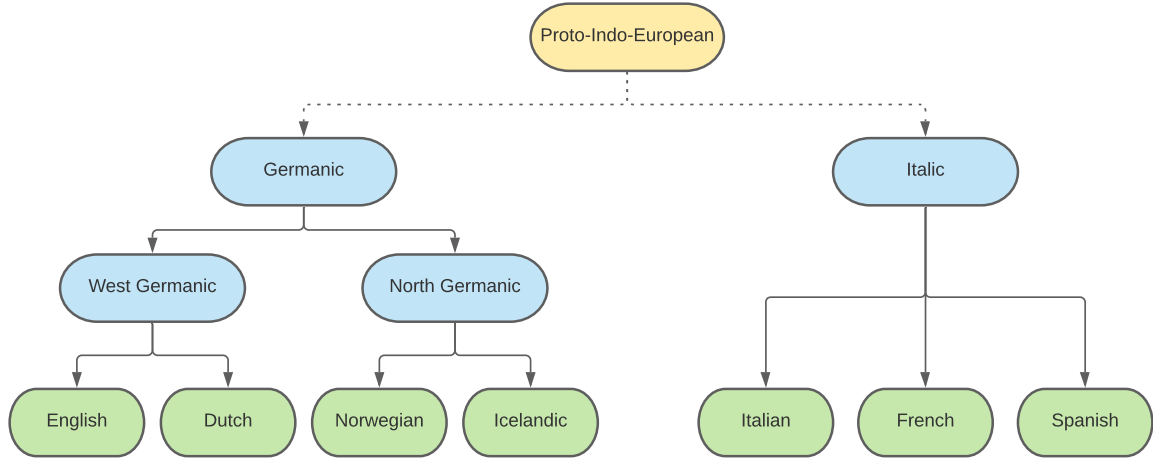 Proto-Indo-European
Germanic
Italic
West Germanic
North Germanic
English
Dutch
Norwegian
Icelandic
Italian
French
Spanish